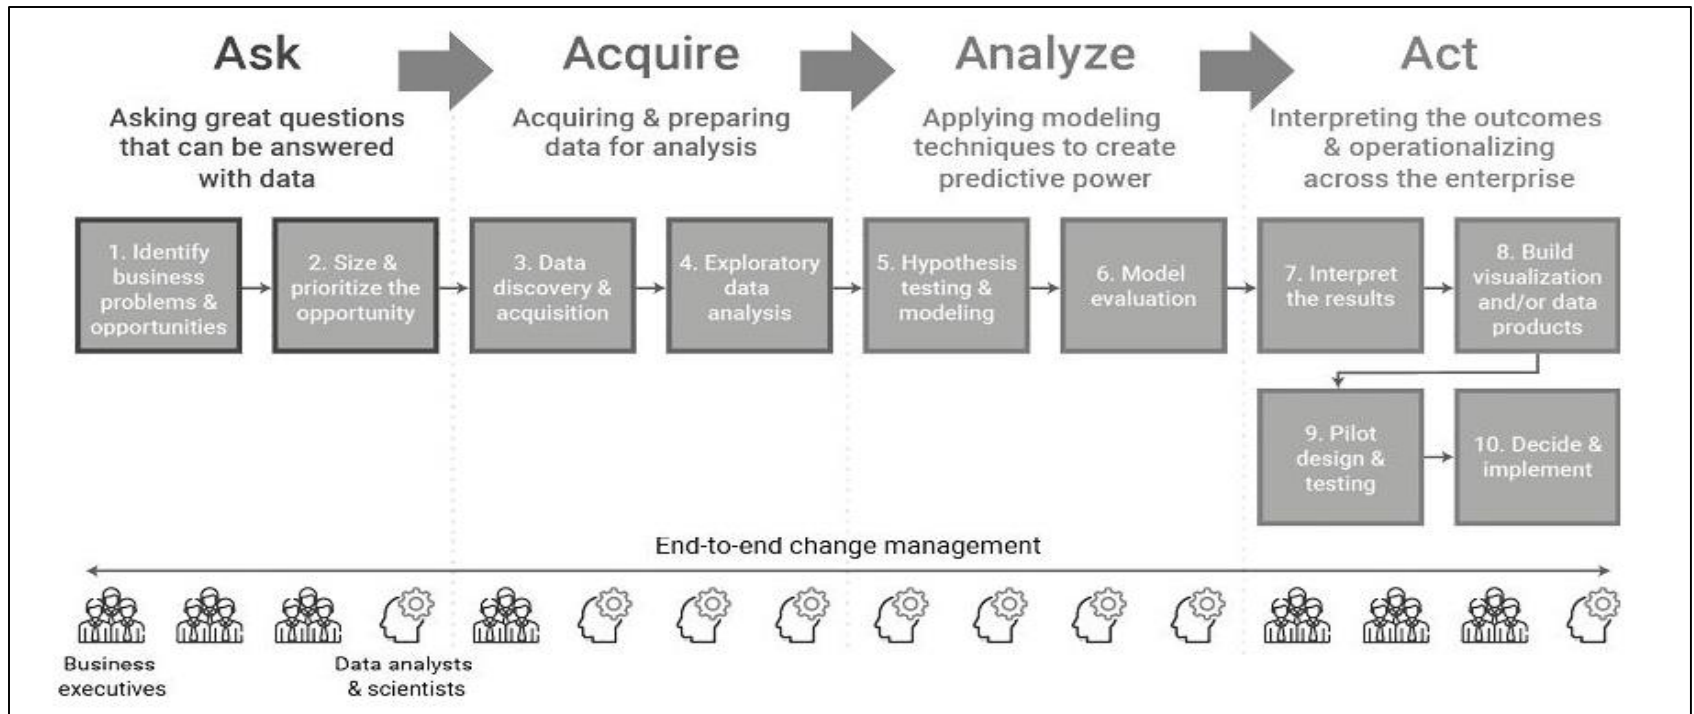 Ask
Acquire
Analyze
Act
Asking great questions
that can be answered
with data
Acquiring & preparing
data for analysis
Applying modeling
techniques to create
predictive power
Interpreting the outcomes
& operationalizing
across the enterprise
1. Identify
business
problems &
opportunities
2. Size &
prioritize the
opportunity
3. Data
discovery &
acquisition
4. Exploratory
data
analysis
5. Hypothesis
testing &
modeling
6. Model
evaluation
7. Interpret
the results
8. Build
visualization
and/or data
products
9. Pilot
design &
testing
10. Decide &
implement
End-to-end change management
Business
executives
Data analysts
& scientists